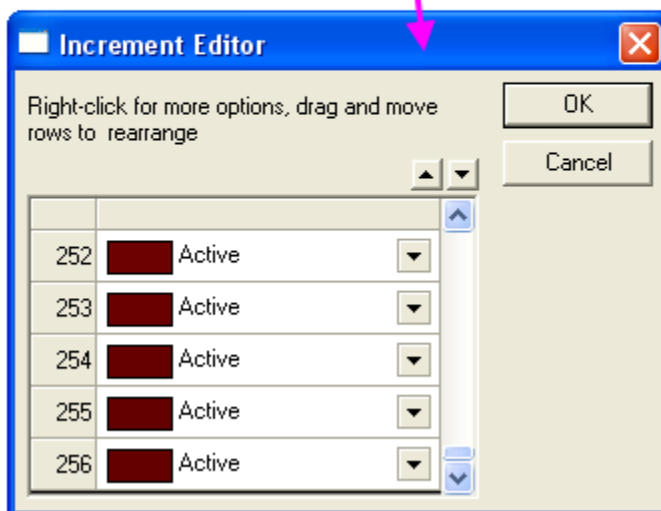 Increment Editor
Right-click for more options, drag and move
rows to rearrange
OK
Cancel
252 Active
253 Active
254 Active
255 Active
256 Active